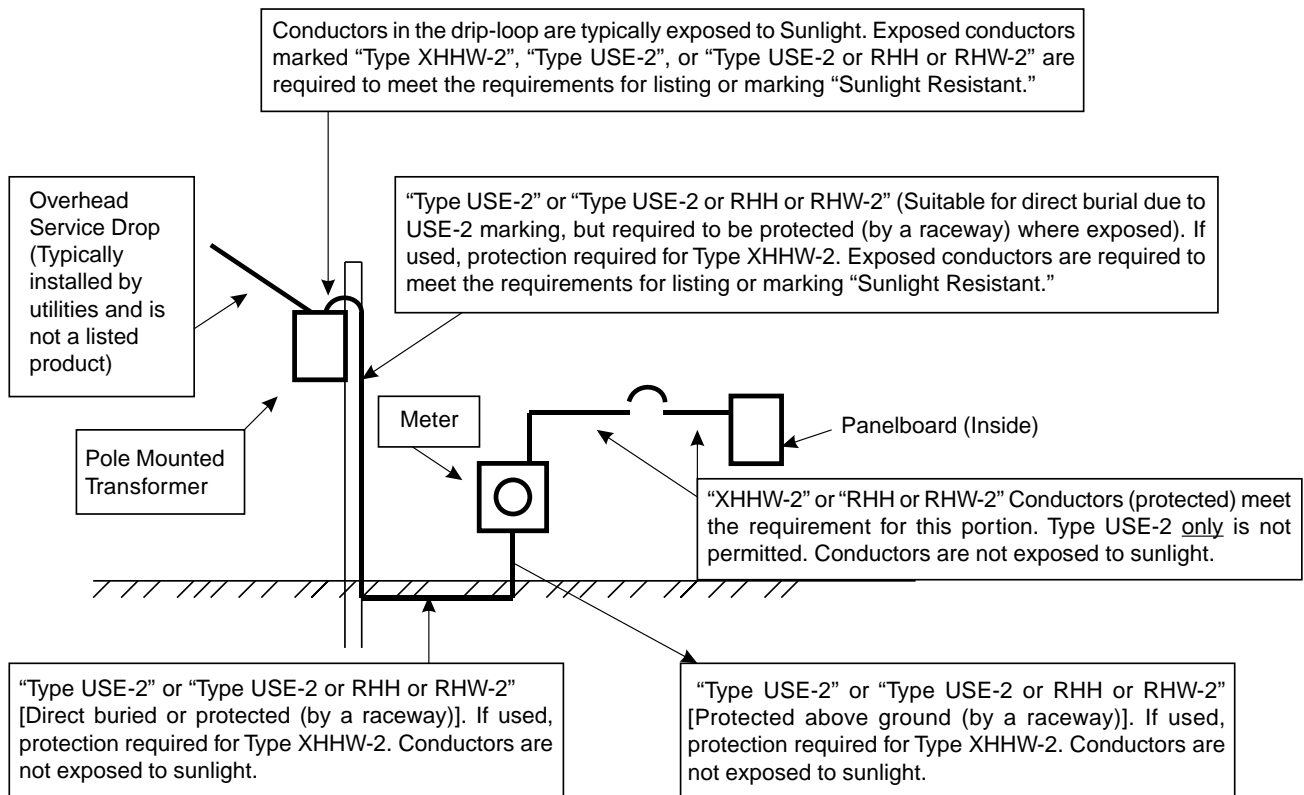 Conductors in the drip-loop are typically exposed to Sunlight. Exposed conductors
marked “Type XHHW-2”, “Type USE-2”, or “Type USE-2 or RHH or RHW-2” are
required to meet the requirements for listing or marking “Sunlight Resistant.”
Overhead
Service Drop
(Typically
installed by
utilities and is
not a listed
product)
“Type USE-2” or “Type USE-2 or RHH or RHW-2” (Suitable for direct burial due to
USE-2 marking, but required to be protected (by a raceway) where exposed). If
used, protection required for Type XHHW-2. Exposed conductors are required to
meet the requirements for listing or marking “Sunlight Resistant.”
Meter
Panelboard (Inside)
Pole Mounted
Transformer
“XHHW-2” or “RHH or RHW-2” Conductors (protected) meet
the requirement for this portion. Type USE-2 only is not
permitted. Conductors are not exposed to sunlight.
“Type USE-2” or “Type USE-2 or RHH or RHW-2”
[Direct buried or protected (by a raceway)]. If used,
protection required for Type XHHW-2. Conductors are
not exposed to sunlight.
“Type USE-2” or “Type USE-2 or RHH or RHW-2”
[Protected above ground (by a raceway)]. If used,
protection required for Type XHHW-2. Conductors are
not exposed to sunlight.